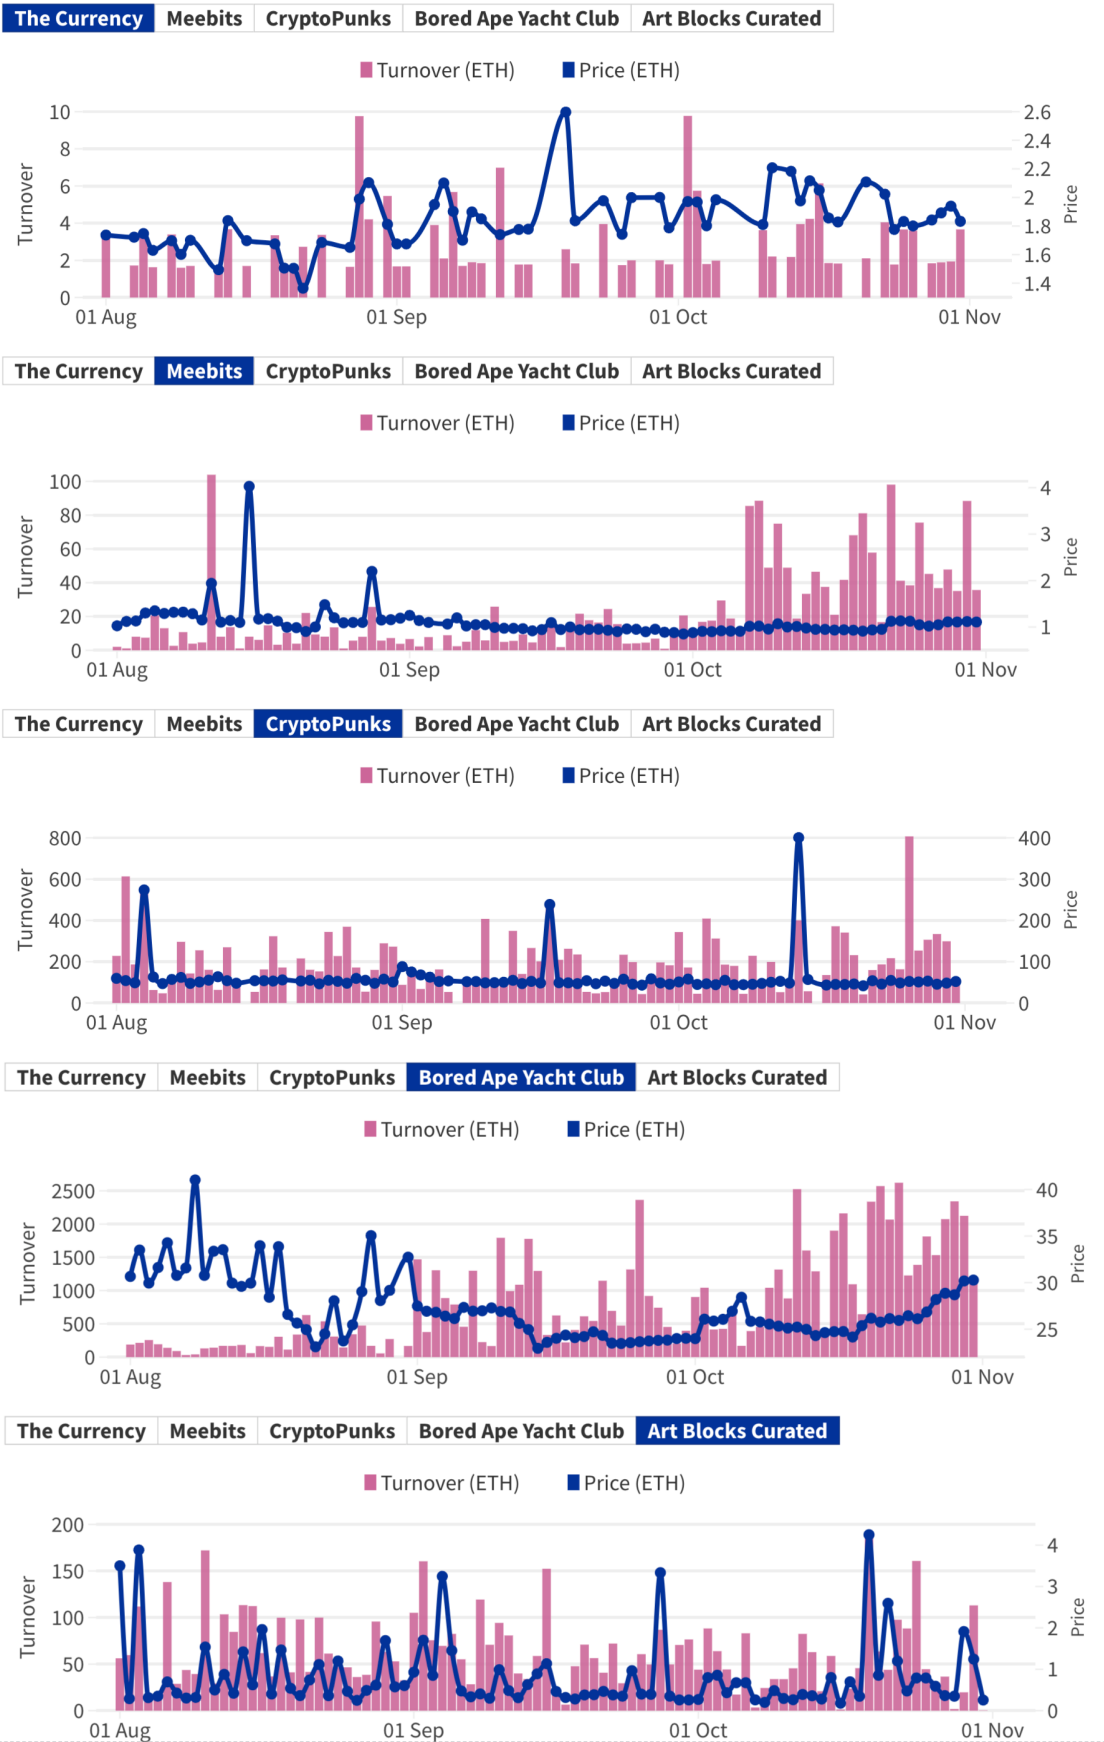 The Currency Meebits CryptoPunks Bored Ape Yacht Club Art Blocks Curated
Turnover (ETH) Price (ETH)
Turnover
Price
10
8
6
4
2
0
2.6
2.4
2.2
2
1.8
1.6
1.4
01 Aug 01 Sep 01 Oct 01 Nov
The Currency Meebits CryptoPunks Bored Ape Yacht Club Art Blocks Curated
Turnover (ETH) Price (ETH)
Turnover
Price
100
80
60
40
20
0
4
3
2
1
01 Aug 01 Sep 01 Oct 01 Nov
The Currency Meebits CryptoPunks Bored Ape Yacht Club Art Blocks Curated
Turnover (ETH) Price (ETH)
Turnover
Price
800
600
400
200
0
400
300
200
100
0
01 Aug 01 Sep 01 Oct 01 Nov
The Currency Meebits CryptoPunks Bored Ape Yacht Club Art Blocks Curated
Turnover (ETH) Price (ETH)
Turnover
Price
2500
2000
1500
1000
500
0
40
35
30
25
01 Aug 01 Sep 01 Oct 01 Nov
The Currency Meebits CryptoPunks Bored Ape Yacht Club Art Blocks Curated
Turnover (ETH) Price (ETH)
Turnover
Price
200
150
100
50
0
4
3
2
1
0
01 Aug 01 Sep 01 Oct 01 Nov